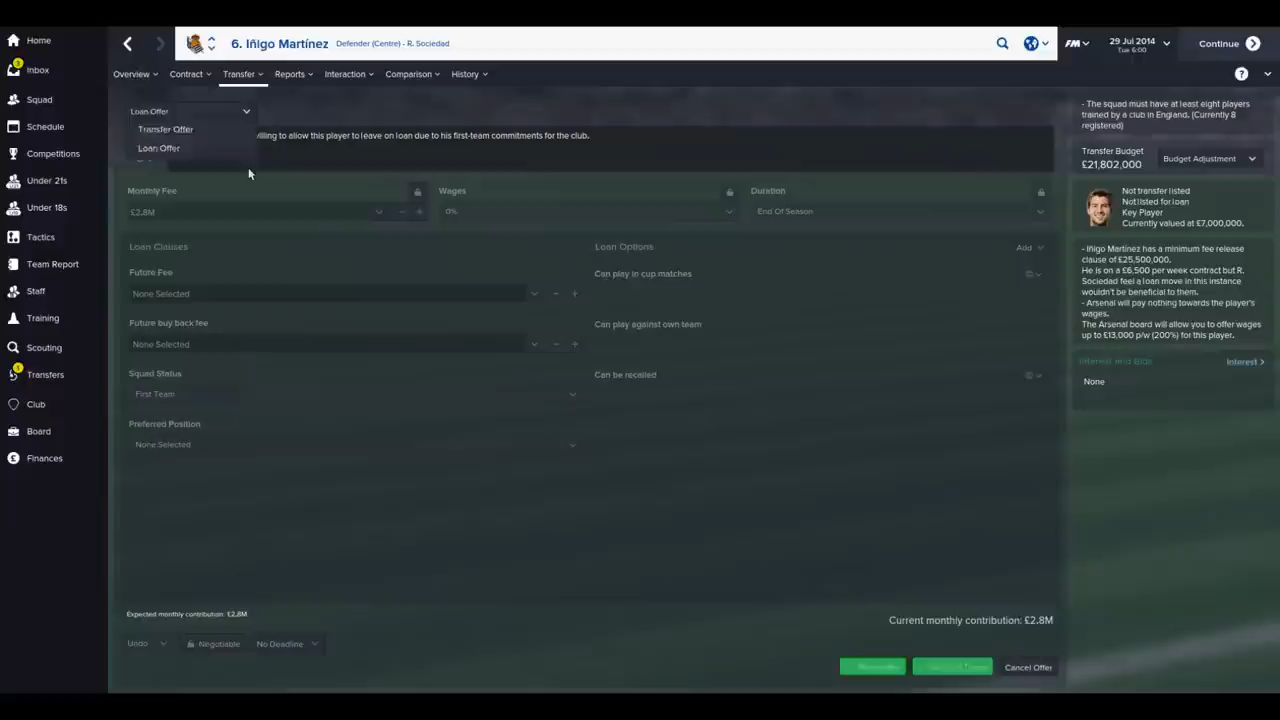 Home
Inbox
Squad
Schedule
Competitions
Under 21s
Under 18s
Tactics
Team Report
Staff
Training
Scouting
Transfers
Club
Board
Finances
6. Iñigo Martínez Defender (Centre) - R. Sociedad
FM
29 Jul 2014
Tue 6:00
Continue
Overview Contract Transfer Reports Interaction Comparison History
?
Loan Offer
Transfer Offer
Loan Offer
illing to allow this player to leave on loan due to his first-team commitments for the club.
Monthly Fee
£2.8M
Wages
0%
Duration
End Of Season
Loan Clauses
Future Fee
None Selected
Future buy back fee
None Selected
Squad Status
First Team
Preferred Position
None Selected
Loan Options
Add
Can play in cup matches
Can play against own team
Can be recalled
Expected monthly contribution: £2.8M
Current monthly contribution: £2.8M
Undo
Negotiable
No Deadline
Cancel Offer
- The squad must have at least eight players
trained by a club in England. (Currently 8
registered)
Transfer Budget
£21,802,000
Budget Adjustment
Not transfer listed
Not listed for loan
Key Player
Currently valued at £7,000,000.
- Iñigo Martínez has a minimum fee release
clause of £25,500,000.
He is on a £6,500 per week contract but R.
Sociedad feel a loan move in this instance
wouldn't be beneficial to them.
- Arsenal will pay nothing towards the player's
wages.
The Arsenal board will allow you to offer wages
up to £13,000 p/w (200%) for this player.
Interest and Bids
Interest >
None